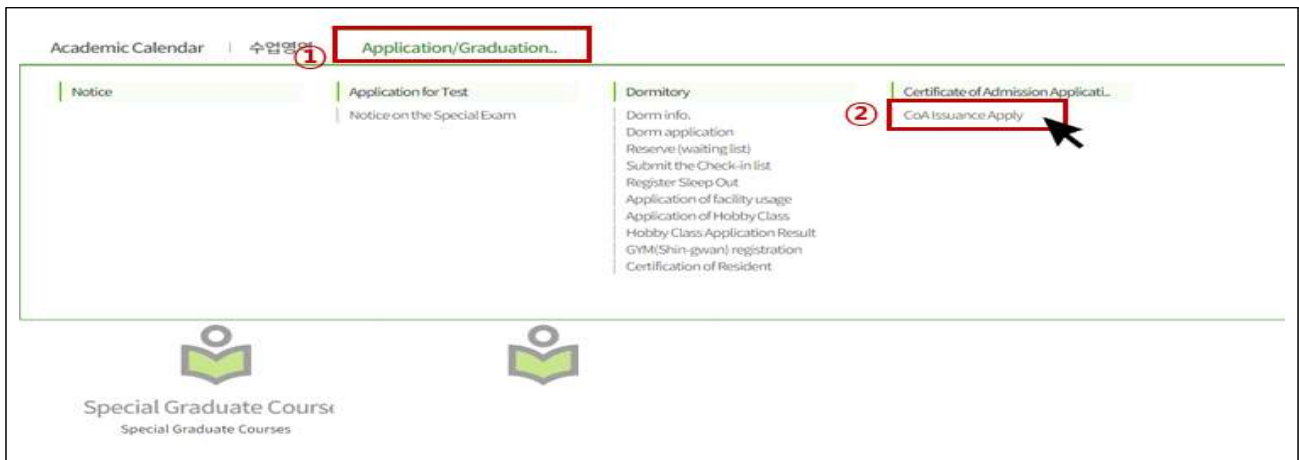 Academic Calendar | 수업영역 ① Application/Graduation..
Notice
Application for Test
Notice on the Special Exam
Dormitory
Dorm info.
Dorm application
Reserve (waiting list)
Submit the Check-in list
Register Sleep Out
Application of facility usage
Application of Hobby Class
Hobby Class Application Result
GYM(Shin-gwan) registration
Certification of Resident
Certificate of Admission Applicati..
② CoA Issuance Apply
Special Graduate Course
Special Graduate Courses